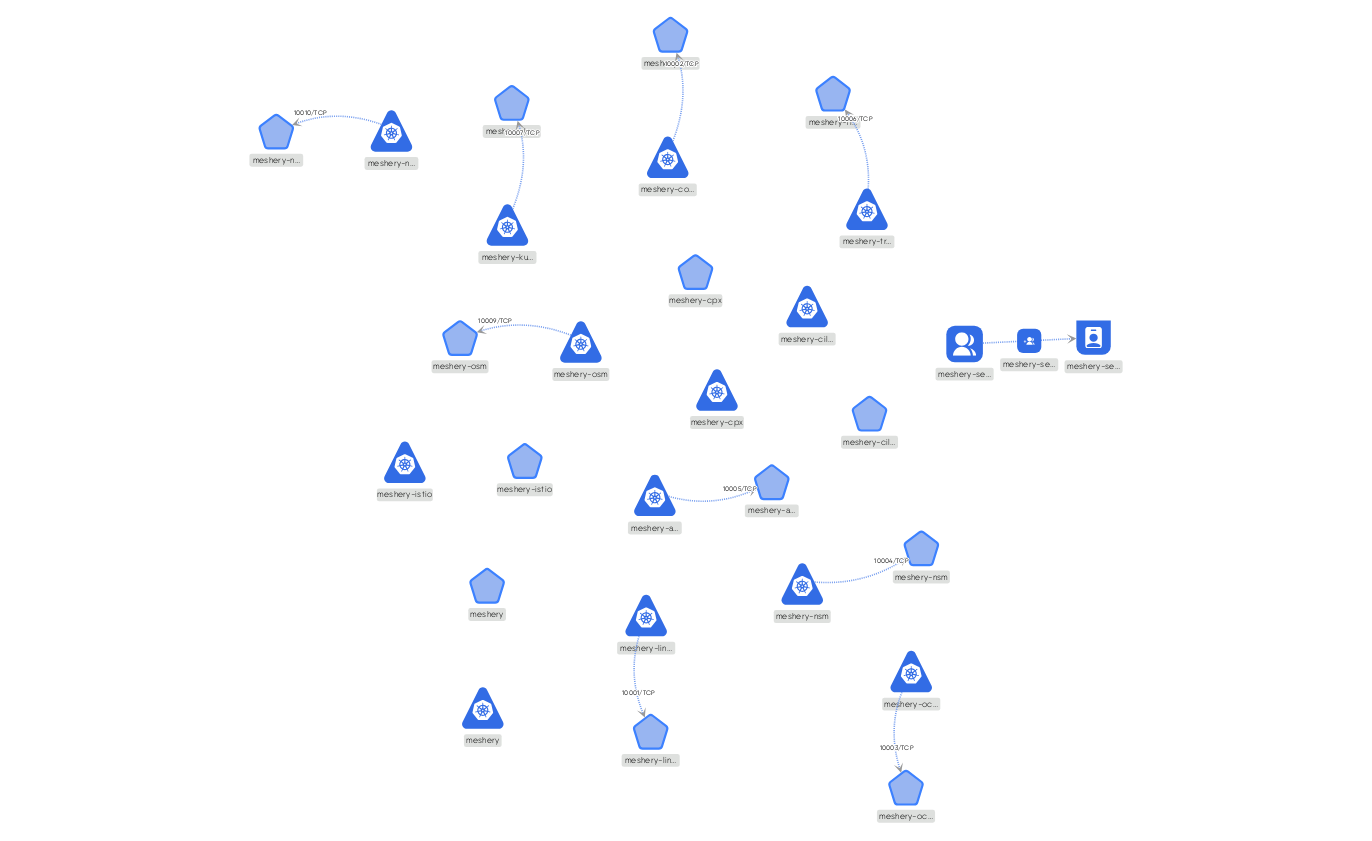 10002/TCP
10010/TCP
10007/TCP
10006/TCP
meshery-n...
meshery-n...
meshery-co...
meshery-ku...
meshery-tr...
meshery-cpx
10009/TCP
meshery-cil...
meshery-osm
meshery-osm
meshery-se...
meshery-se...
meshery-se...
meshery-cpx
meshery-cil...
meshery-istio
meshery-istio
10005/TCP
meshery-a...
meshery-a...
10004/TCP
meshery-nsm
meshery-nsm
meshery
meshery-lin...
10001/TCP
meshery-oc...
meshery
10003/TCP
meshery-lin...
meshery-oc...